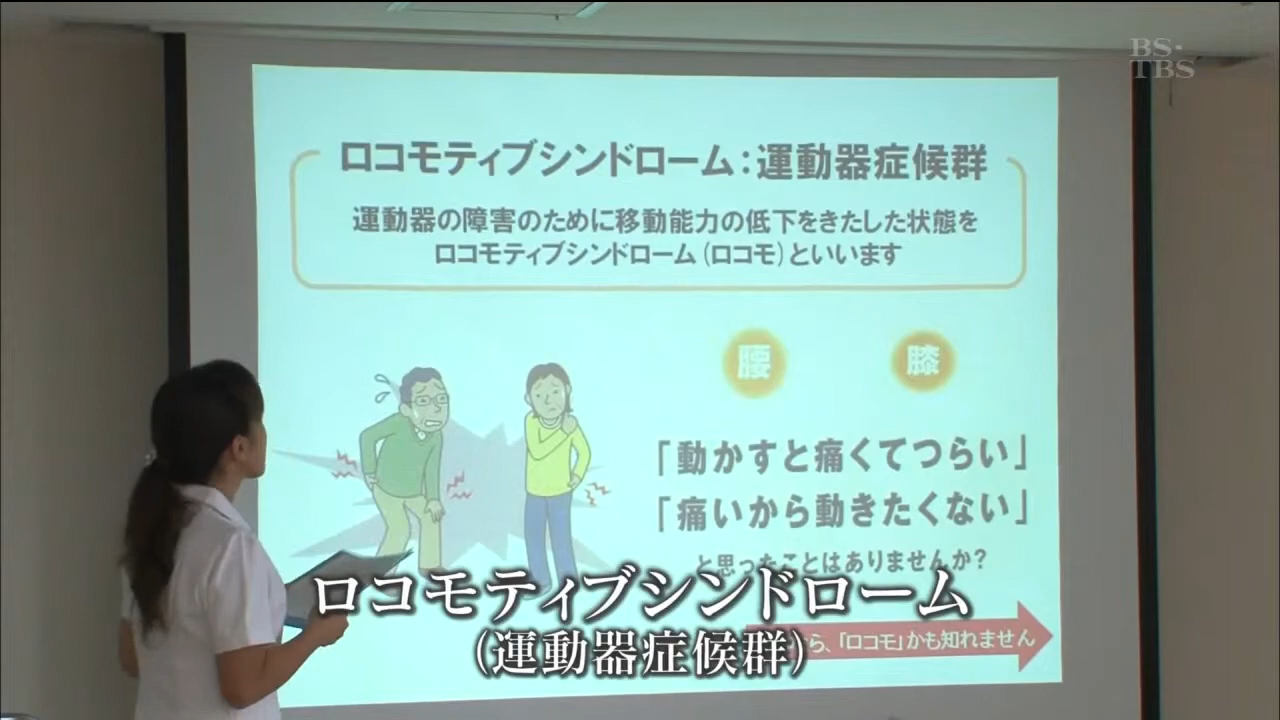 BS-
TBS
ロコモティブシンドローム:運動器症候群
運動器の障害のために移動能力の低下をきたした状態を
ロコモティブシンドローム(ロコモ)といいます
腰
膝
「動かすと痛くてつらい」
「痛いから動きたくない」
と思ったことはありませんか?
ら、「ロコモ」かも知れません
ロコモティブシンドローム
(運動器症候群)